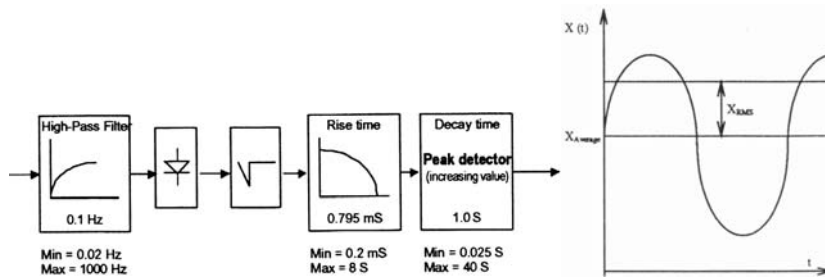 High-Pass Filter
0.1 Hz
Min = 0.02 Hz
Max = 1000 Hz
Rise time
0.795 mS
Min = 0.2 mS
Max = 8 S
Decay time
Peak detector
(increasing value)
1.0 S
Min = 0.025 S
Max = 40 S
X (t)
XRMS
XAverage
t